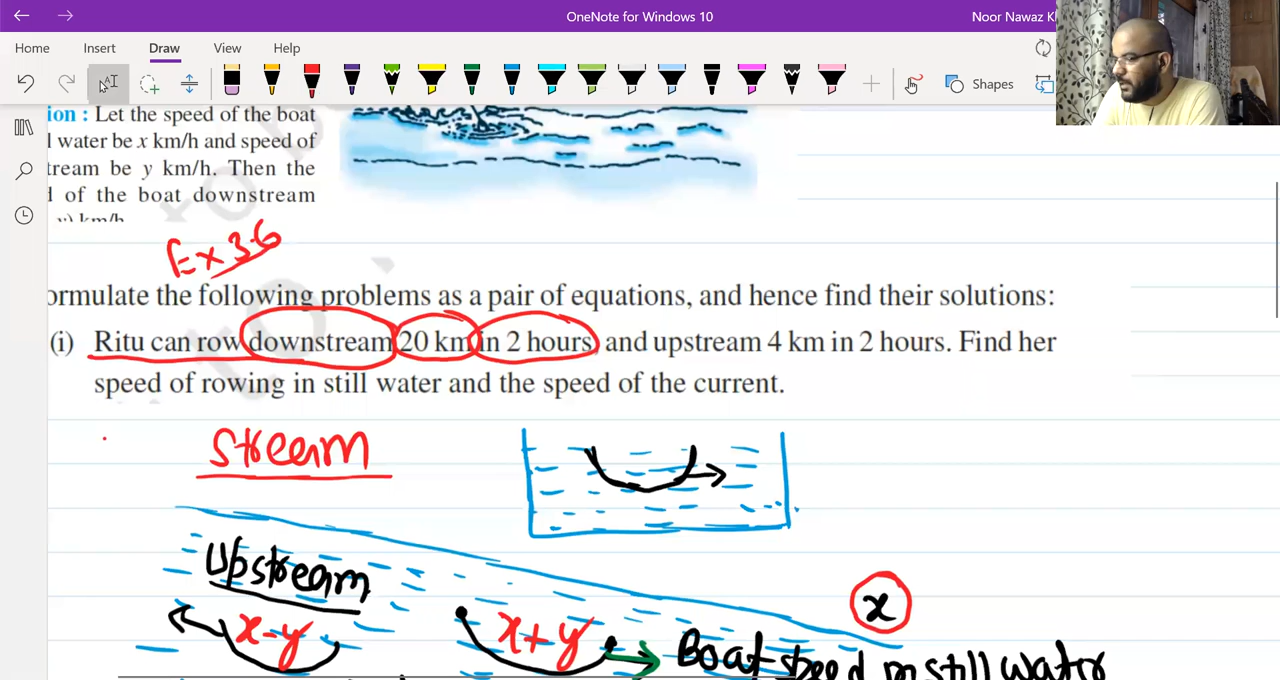 OneNote for Windows 10
Noor Nawaz
Home Insert Draw View Help
Shapes
ion : Let the speed of the boat
l water be x km/h and speed of
tream be y km/h. Then the
of the boat downstream
y) km/h
Ex 3.6
ormulate the following problems as a pair of equations, and hence find their solutions:
(i) Ritu can row downstream 20 km in 2 hours, and upstream 4 km in 2 hours. Find her
speed of rowing in still water and the speed of the current.
Stream
Upstream
x
x-y
x+y
Boat speed in still water